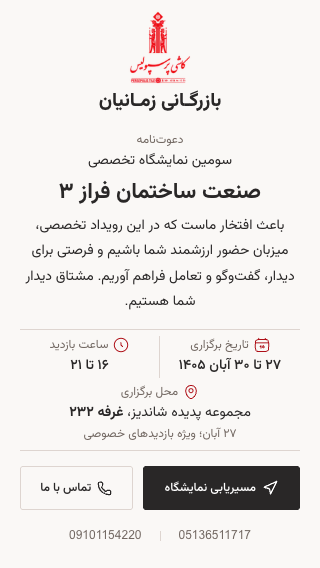 کاشی پرسپولیس
بازرگـانی زمـانیان
دعوت‌نامه
سومین نمایشگاه تخصصی
صنعت ساختمان فراز ۳
باعث افتخار ماست که در این رویداد تخصصی،
میزبان حضور ارزشمند شما باشیم و فرصتی برای
دیدار، گفت‌وگو و تعامل فراهم آوریم. مشتاق دیدار
شما هستیم.
تاریخ برگزاری
۲۷ تا ۳۰ آبان ۱۴۰۵
ساعت بازدید
۱۶ تا ۲۱
محل برگزاری
مجموعه پدیده شاندیز، غرفه ۲۳۲
۲۷ آبان؛ ویژه بازدیدهای خصوصی
مسیریابی نمایشگاه
تماس با ما
05136511717
09101154220